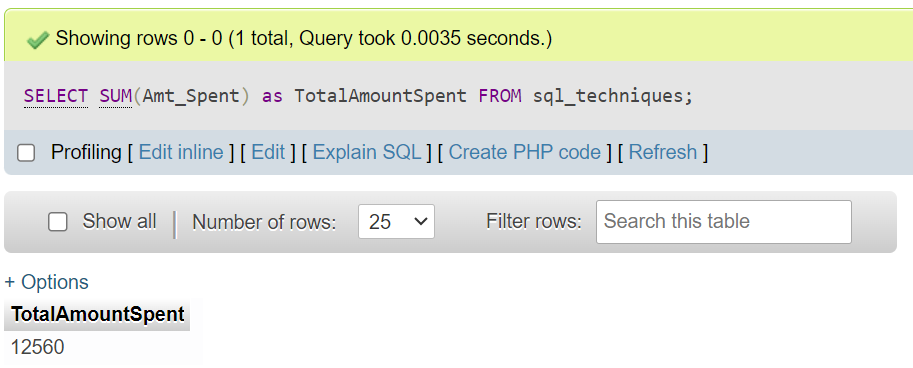 Showing rows 0 - 0 (1 total, Query took 0.0035 seconds.)
SELECT SUM(Amt_Spent) as TotalAmountSpent FROM sql_techniques;
Profiling [ Edit inline ] [ Edit ] [ Explain SQL ] [ Create PHP code ] [ Refresh ]
Show all | Number of rows: 25 Filter rows: Search this table
+ Options
TotalAmountSpent
12560